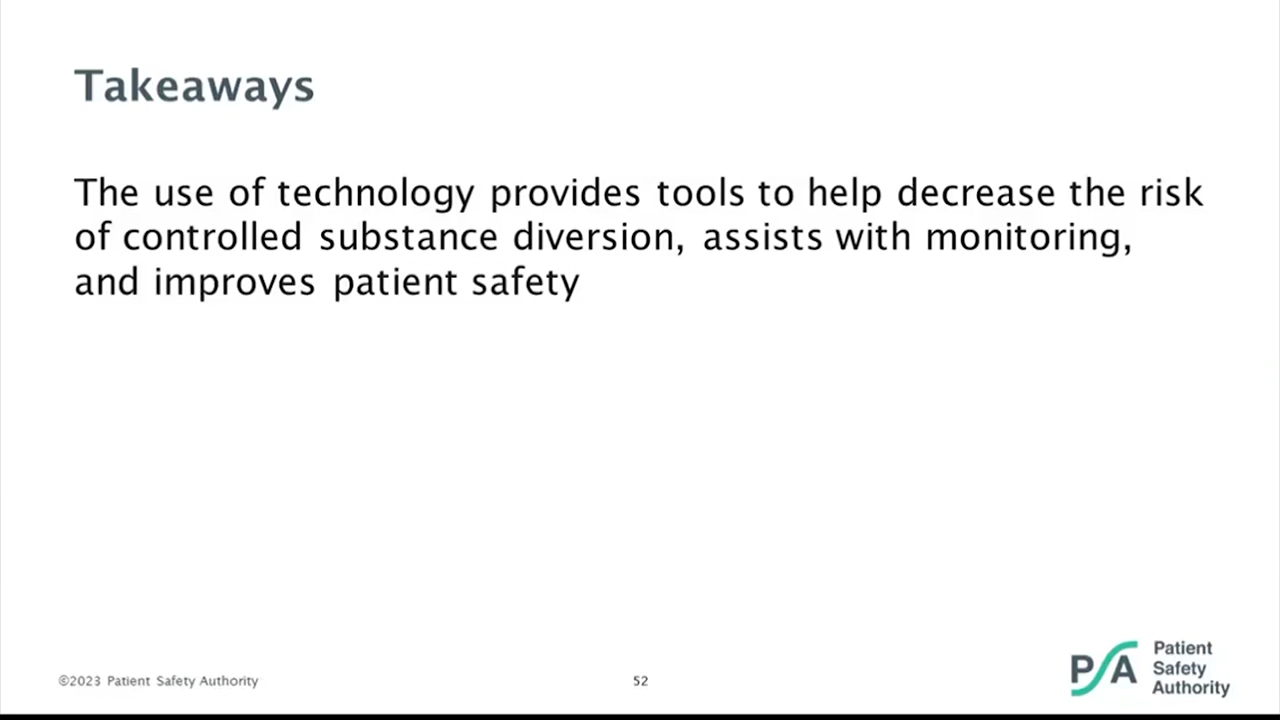 Takeaways
The use of technology provides tools to help decrease the risk
of controlled substance diversion, assists with monitoring,
and improves patient safety
©2023 Patient Safety Authority
52
PSA
Patient
Safety
Authority